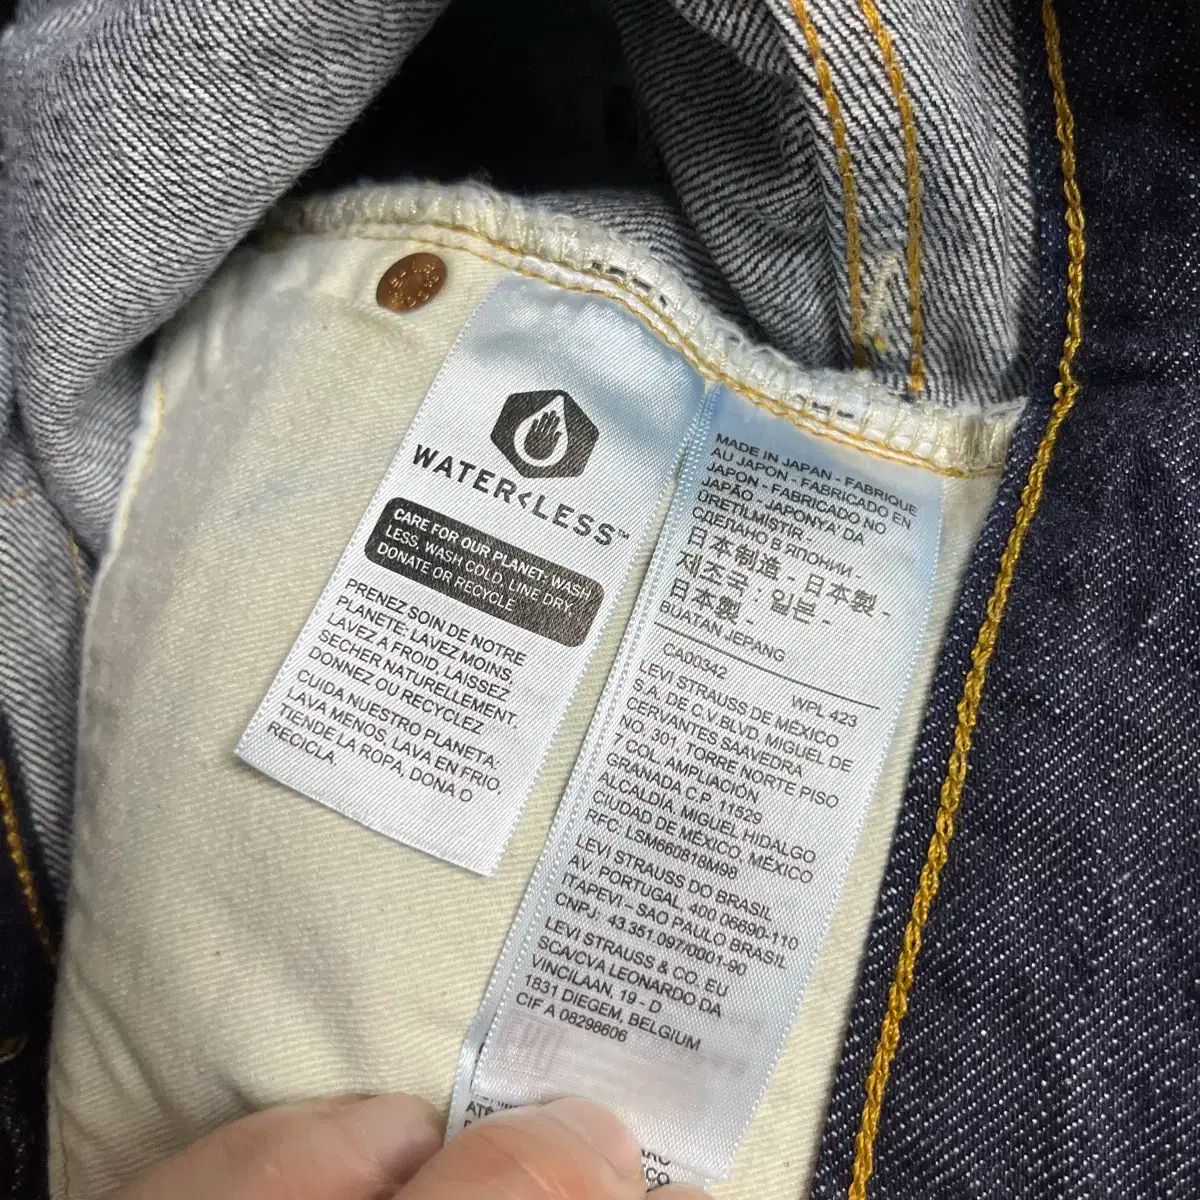 WATER<LESS™
CARE FOR OUR PLANET: WASH
LESS, WASH COLD, LINE DRY,
DONATE OR RECYCLE
PRENEZ SOIN DE NOTRE
PLANETE, LAVEZ MOINS,
LAVEZ A FROID, LAISSEZ
SECHER NATURELLEMENT,
DONNEZ OU RECYCLEZ
CUIDA NUESTRO PLANETA.
LAVA MENOS, LAVA EN FRIO,
TIENDE LA ROPA, DONA O
RECICLA.
MADE IN JAPAN - FABRIQUE
AU JAPON - FABRICADO EN
JAPON - FABRICADO NO
JAPÃO - JAPONYA'DA
ÜRETİLMİSTİR -
СДЕЛАНО В ЯПОНИИ -
日本制造 - 日本製 -
제조국 : 일본 -
日本製 -
BUATAN JEPANG
CA00342 WPL 423
LEVI STRAUSS DE MÉXICO
S.A. DE C.V.BLVD. MIGUEL DE
CERVANTES SAAVEDRA
NO. 301, TORRE NORTE PISO
7 COL. AMPLIACIÓN
GRANADA C.P. 11529
ALCALDÍA. MIGUEL HIDALGO
CIUDAD DE MÉXICO, MÉXICO
RFC: LSM660818M98
LEVI STRAUSS DO BRASIL
AV. PORTUGAL, 400 06690-110
ITAPEVI - SAO PAULO BRASIL
CNPJ: 43.351.097/0001-90
LEVI STRAUSS & CO. EU
SCA/CVA LEONARDO DA
VINCILAAN, 19 - D
1831 DIEGEM, BELGIUM
CIF A 08298606